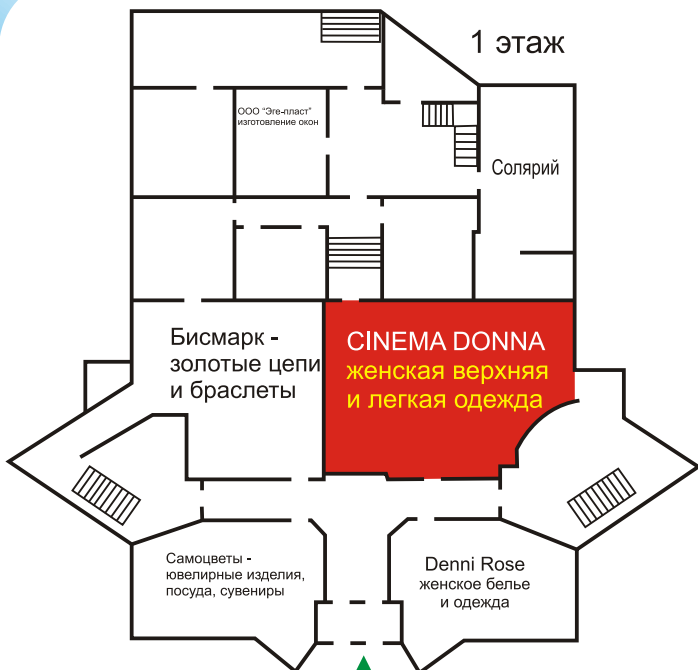 1 этаж
ООО "Эге-пласт"
изготовление окон
Солярий
Бисмарк -
золотые цепи
и браслеты
CINEMA DONNA
женская верхняя
и легкая одежда
Самоцветы -
ювелирные изделия,
посуда, сувениры
Denni Rose
женское белье
и одежда